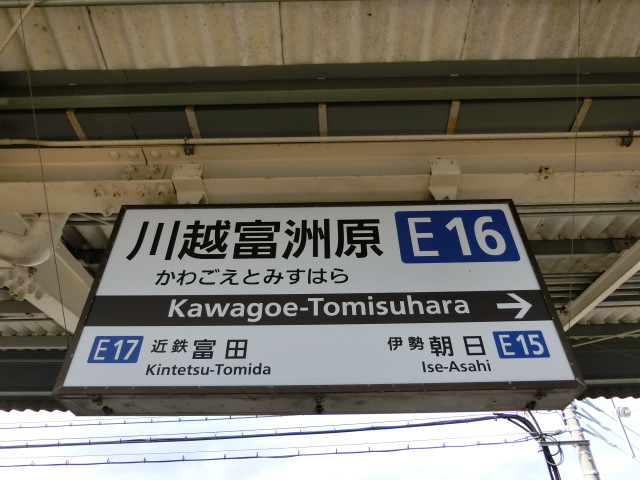 川越富洲原 E16
かわごえとみすはら
Kawagoe-Tomisuhara →
E17 近鉄富田 伊勢朝日 E15
Kintetsu-Tomida Ise-Asahi